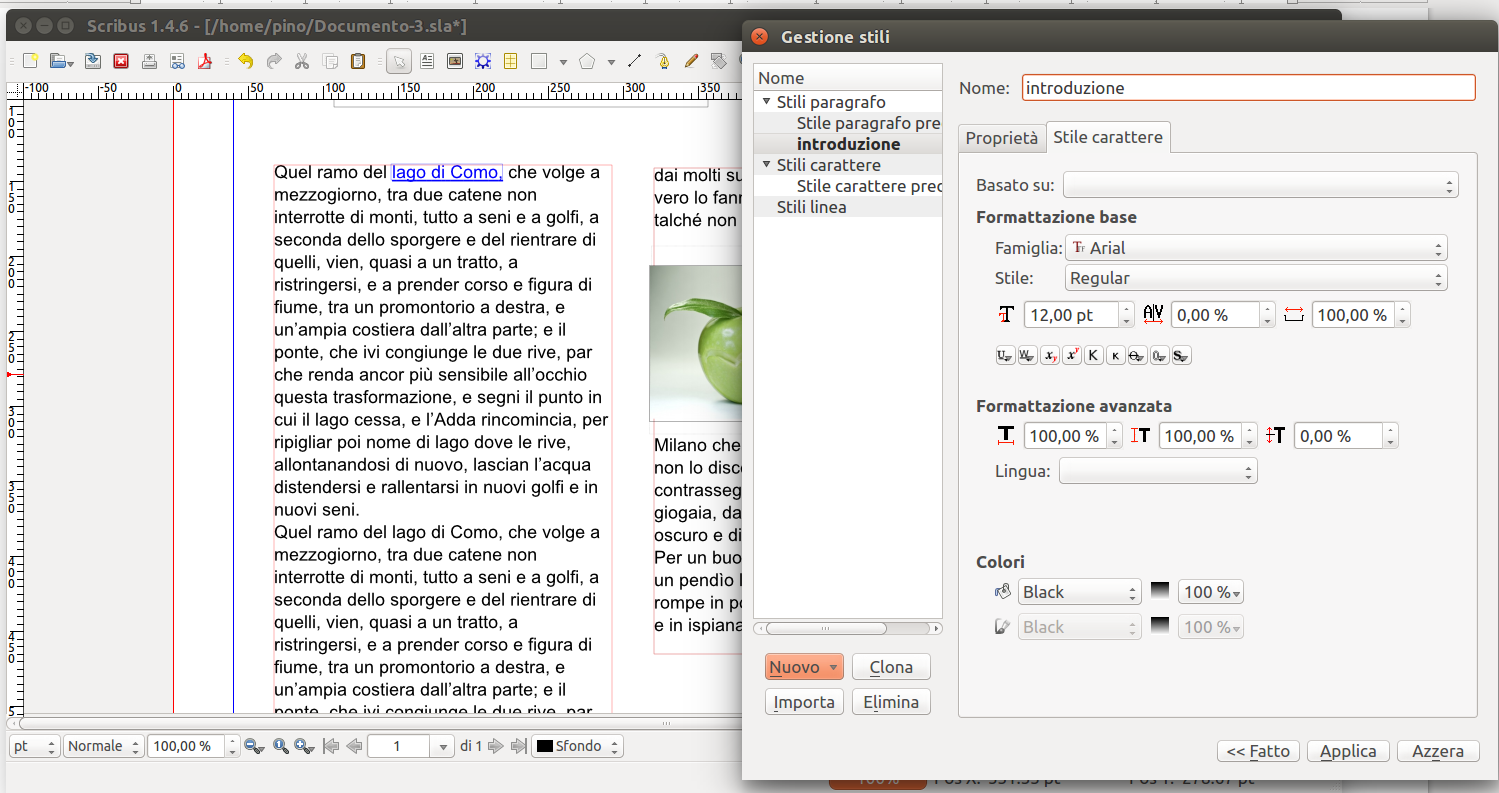 Scribus 1.4.6 - [/home/pino/Documento-3.sla*]
-100 -50 0 50 100 150 200 250 300 350
100
150
200
250
300
350
400
450
5
Quel ramo del lago di Como, che volge a
mezzogiorno, tra due catene non
interrotte di monti, tutto a seni e a golfi, a
seconda dello sporgere e del rientrare di
quelli, vien, quasi a un tratto, a
ristringersi, e a prender corso e figura di
fiume, tra un promontorio a destra, e
un’ampia costiera dall’altra parte; e il
ponte, che ivi congiunge le due rive, par
che renda ancor più sensibile all’occhio
questa trasformazione, e segni il punto in
cui il lago cessa, e l’Adda rincomincia, per
ripigliar poi nome di lago dove le rive,
allontanandosi di nuovo, lascian l’acqua
distendersi e rallentarsi in nuovi golfi e in
nuovi seni.
Quel ramo del lago di Como, che volge a
mezzogiorno, tra due catene non
interrotte di monti, tutto a seni e a golfi, a
seconda dello sporgere e del rientrare di
quelli, vien, quasi a un tratto, a
ristringersi, e a prender corso e figura di
fiume, tra un promontorio a destra, e
un’ampia costiera dall’altra parte; e il
ponte, che ivi congiunge le due rive, par
dai molti su
vero lo fann
talché non
Milano che
non lo disc
contrasseg
giogaia, da
oscuro e di
Per un buo
un pendìo l
rompe in po
e in ispiana
pt Normale 100,00 % 1 di 1 Sfondo
Gestione stili
Nome
Stili paragrafo
Stile paragrafo pre
introduzione
Stili carattere
Stile carattere prec
Stili linea
Nuovo Clona
Importa Elimina
Nome: introduzione
Proprietà Stile carattere
Basato su:
Formattazione base
Famiglia: Arial
Stile: Regular
12,00 pt 0,00 % 100,00 %
Formattazione avanzata
100,00 % 100,00 % 0,00 %
Lingua:
Colori
Black 100 %
Black 100 %
<< Fatto Applica Azzera
100%